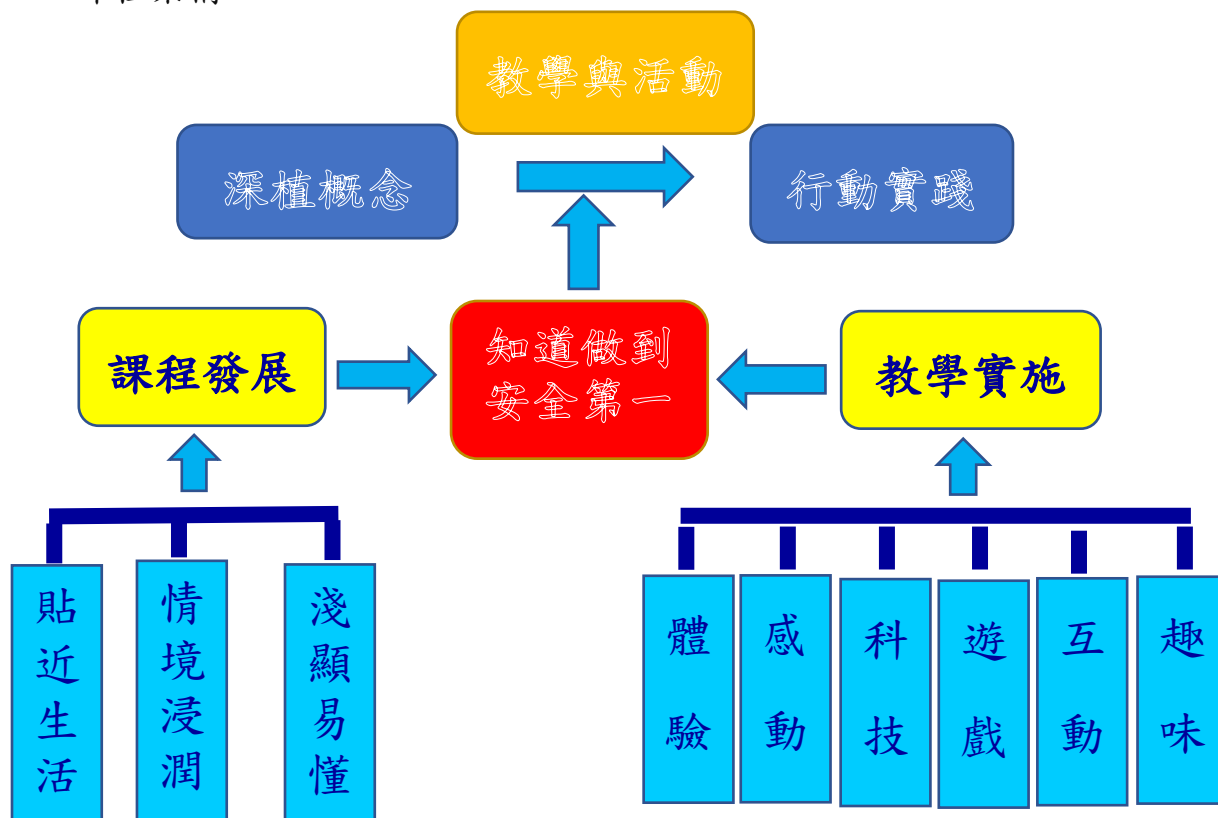 教學與活動
深植概念
行動實踐
知道做到
安全第一
課程發展
教學實施
貼近生活
情境浸潤
淺顯易懂
體驗
感動
科技
遊戲
互動
趣味